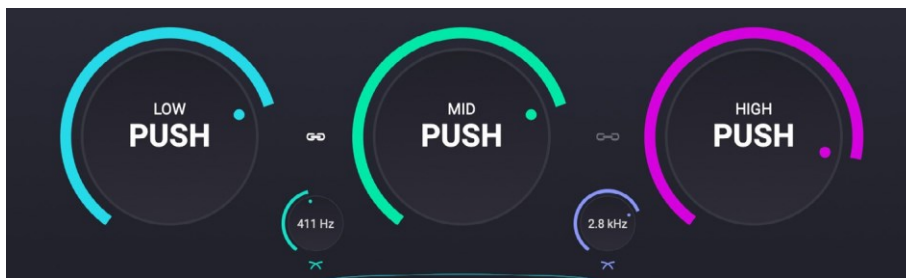 LOW
PUSH
MID
PUSH
HIGH
PUSH
411 Hz
2.8 kHz